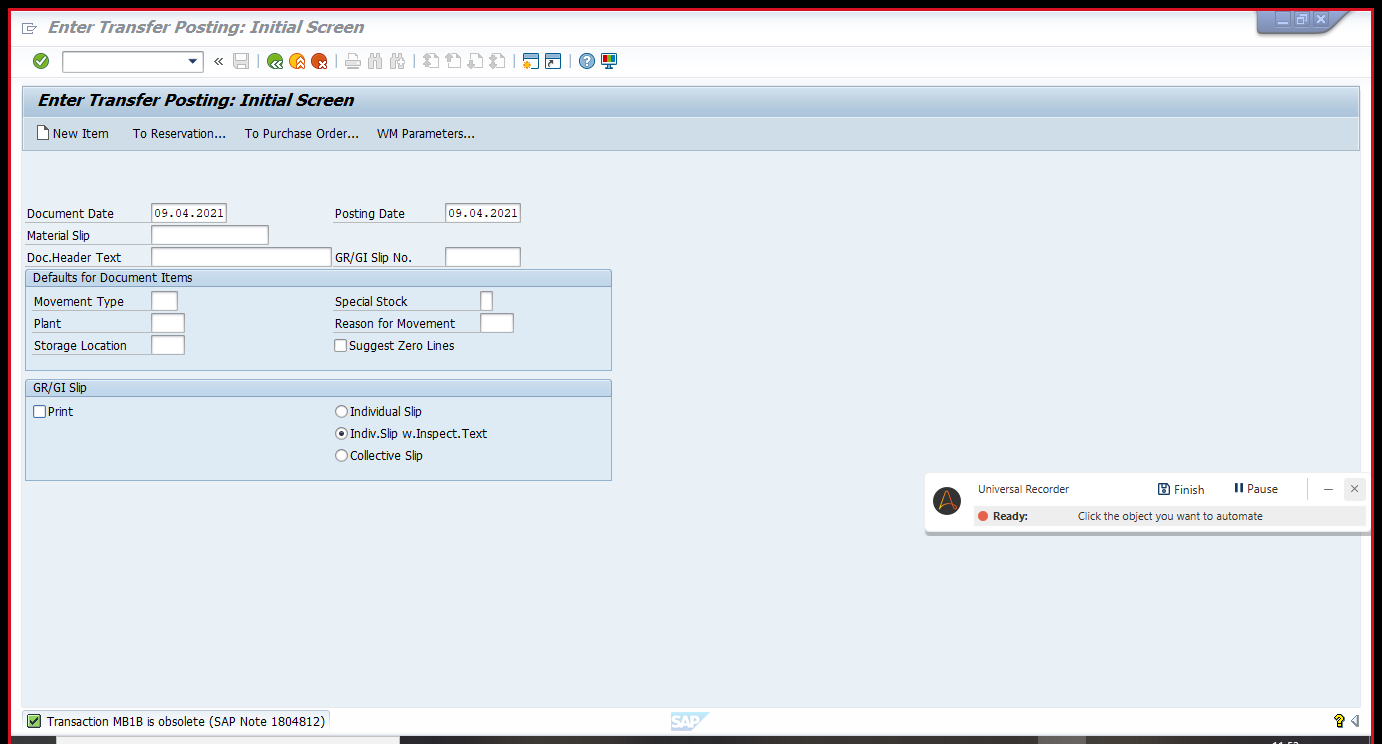 Enter Transfer Posting: Initial Screen
Enter Transfer Posting: Initial Screen
New Item To Reservation... To Purchase Order... WM Parameters...
Document Date 09.04.2021 Posting Date 09.04.2021
Material Slip
Doc.Header Text GR/GI Slip No.
Defaults for Document Items
Movement Type Special Stock
Plant Reason for Movement
Storage Location Suggest Zero Lines
GR/GI Slip
Print Individual Slip
Indiv.Slip w.Inspect.Text
Collective Slip
Universal Recorder Finish Pause
Ready: Click the object you want to automate
Transaction MB1B is obsolete (SAP Note 1804812) SAP